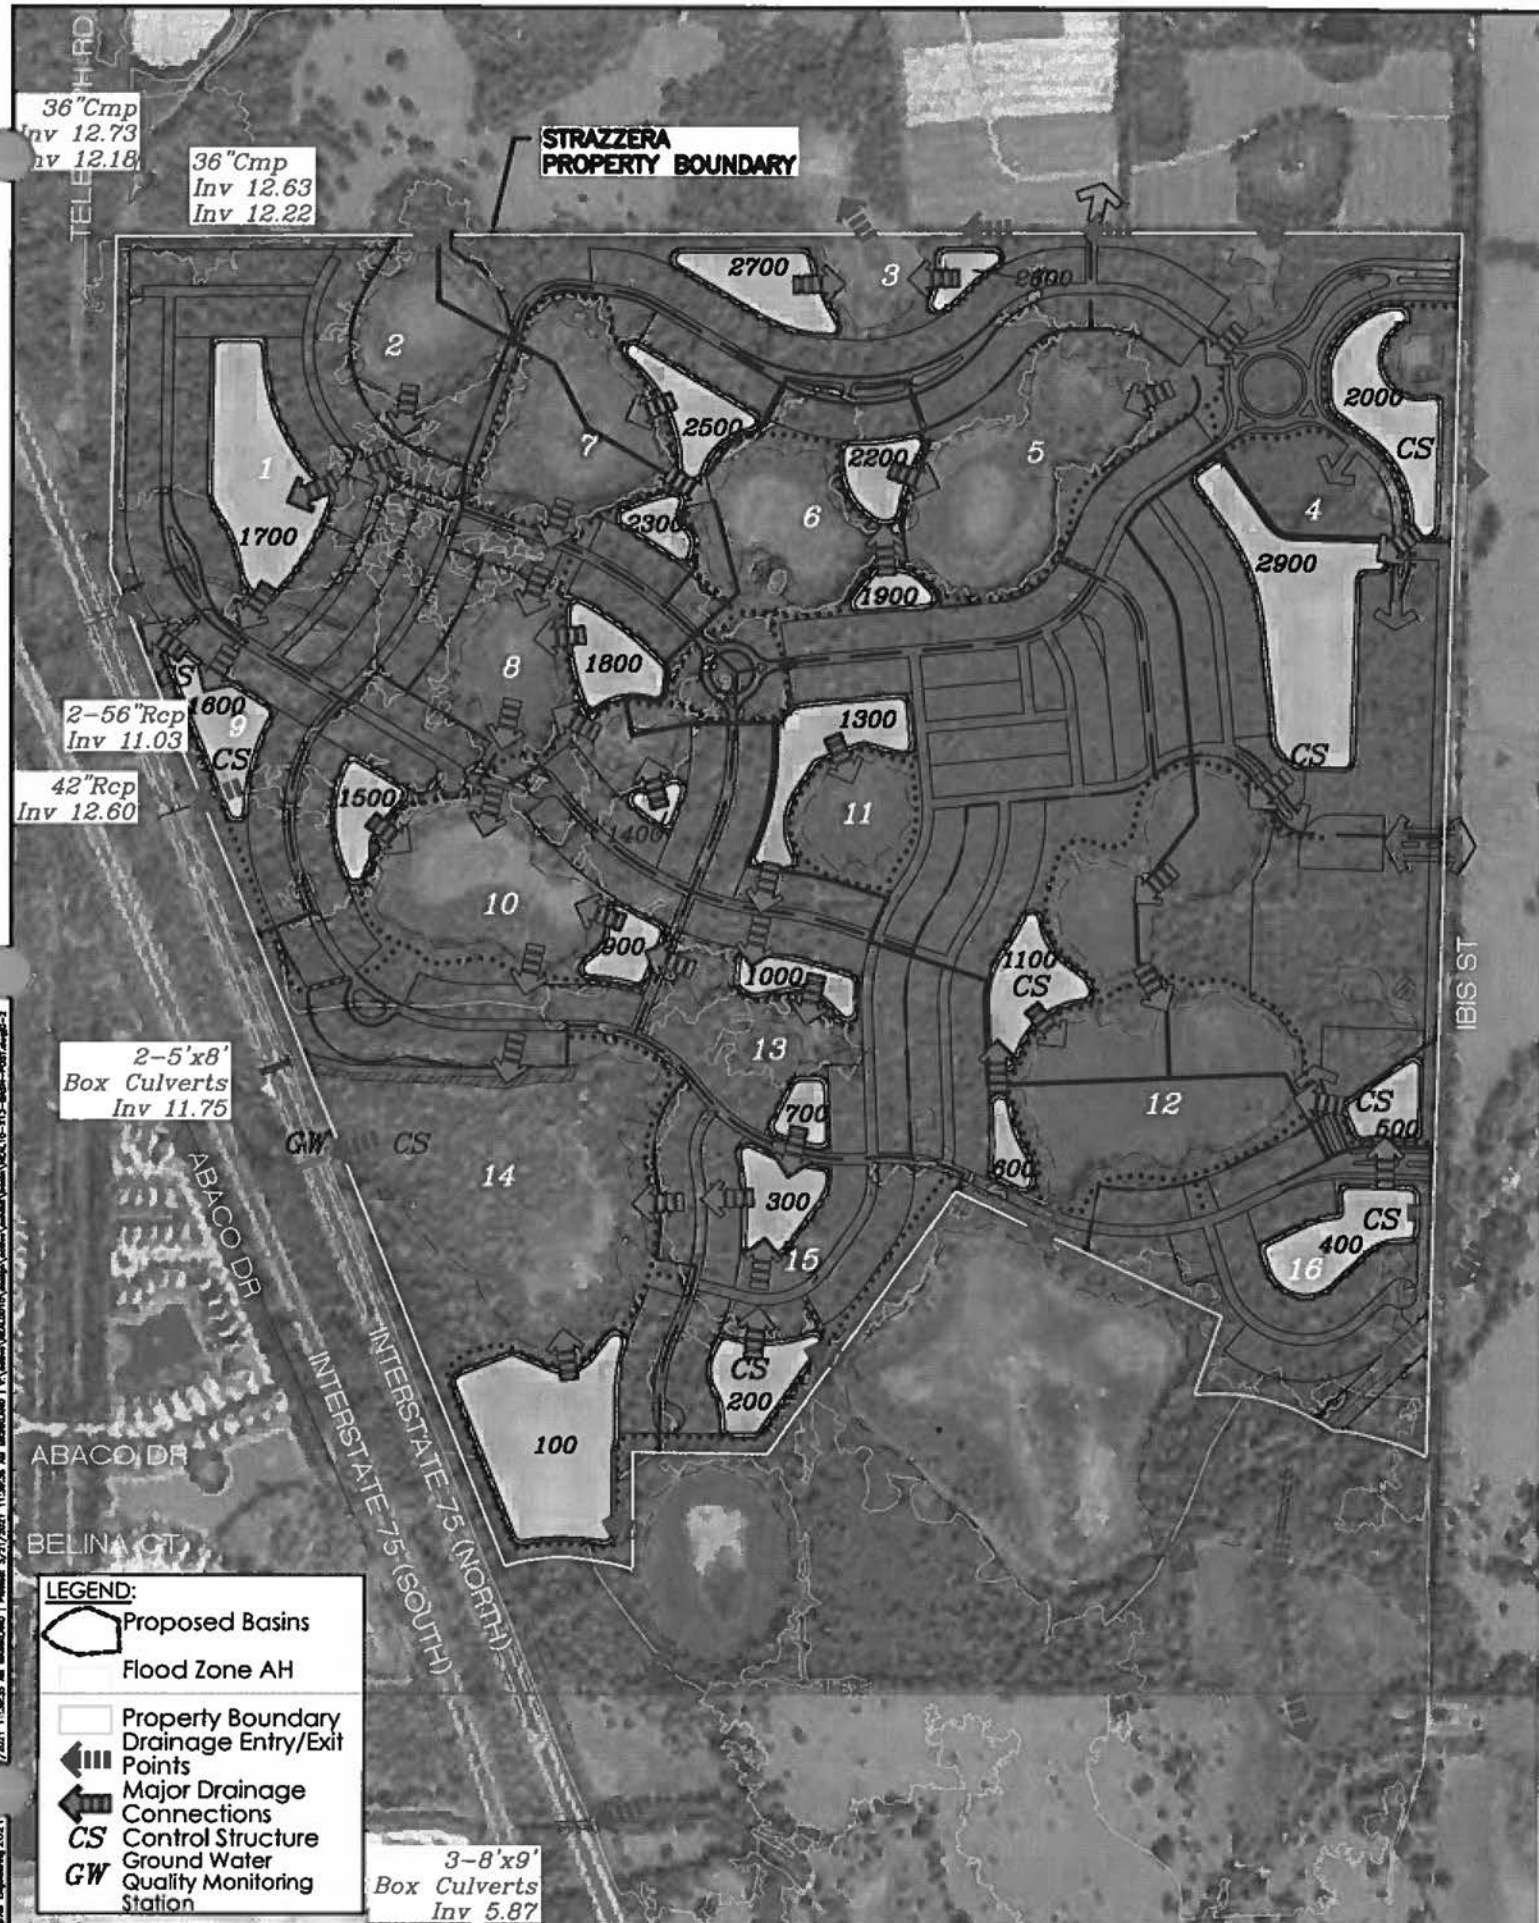 36"Cmp
Inv 12.73
Inv 12.18
36"Cmp
Inv 12.63
Inv 12.22
STRAZZERA
PROPERTY BOUNDARY
2700
3
2
2000
7
2500
CS
2200
5
1
6
4
2300
1700
2900
1900
8
1800
S
1600
9
2-56"Rcp
Inv 11.03
1300
CS
CS
42"Rcp
Inv 12.60
1500
11
1400
10
900
1100
CS
1000
IBIS ST
13
2-5'x8'
Box Culverts
Inv 11.75
12
CS
500
700
GW
CS
14
600
300
CS
400
15
16
ABACO DR
CS
200
INTERSTATE 75 (NORTH)
INTERSTATE 75 (SOUTH)
100
ABACO DR
BELINA CT
LEGEND:
Proposed Basins
Flood Zone AH
Property Boundary
Drainage Entry/Exit
Points
Major Drainage
Connections
CS Control Structure
GW Ground Water
Quality Monitoring
Station
3-8'x9'
Box Culverts
Inv 5.87